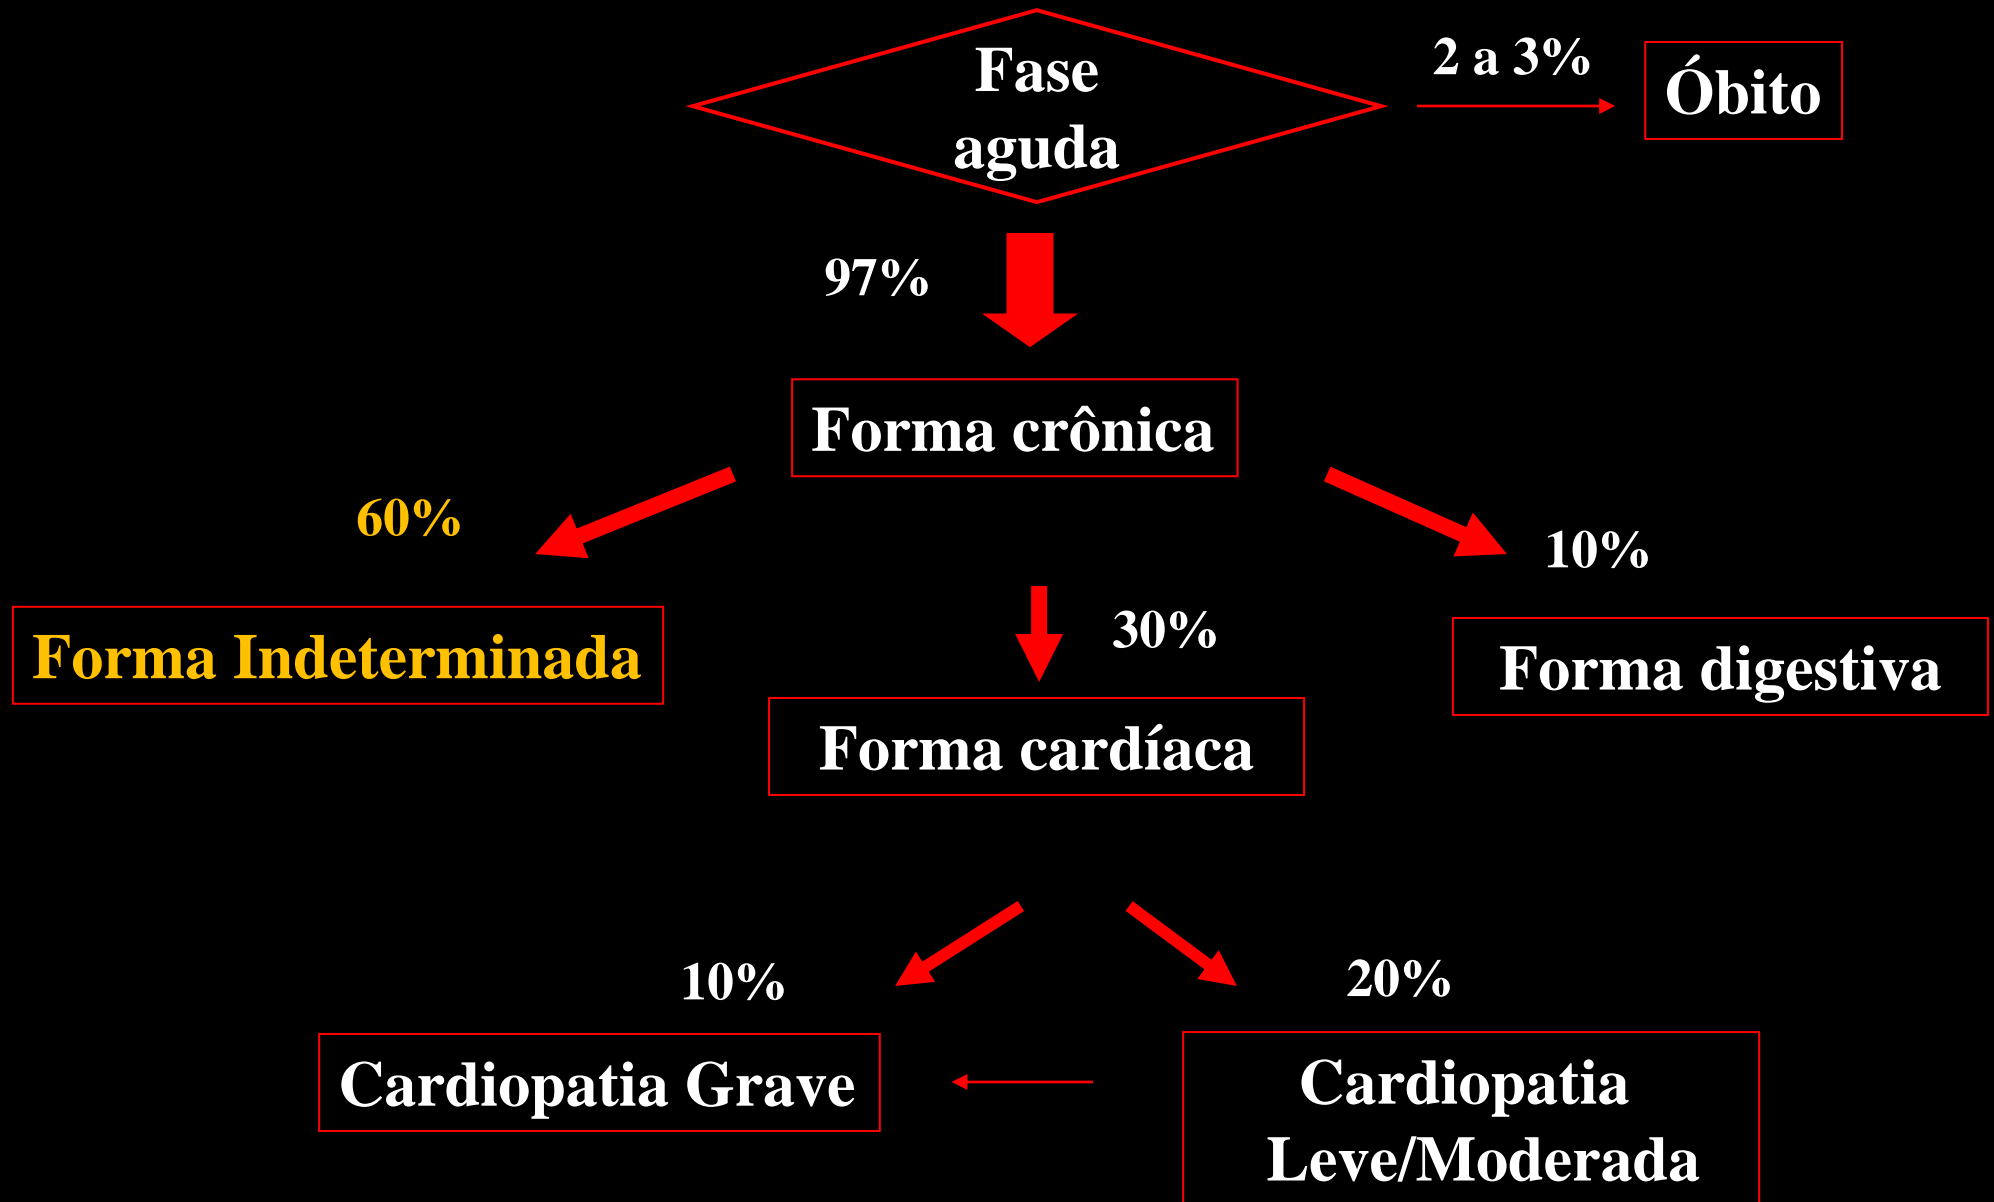 Fase
aguda
2 a 3%
Óbito
97%
Forma crônica
60%
10%
30%
Forma Indeterminada
Forma digestiva
Forma cardíaca
10%
20%
Cardiopatia Grave
Cardiopatia
Leve/Moderada